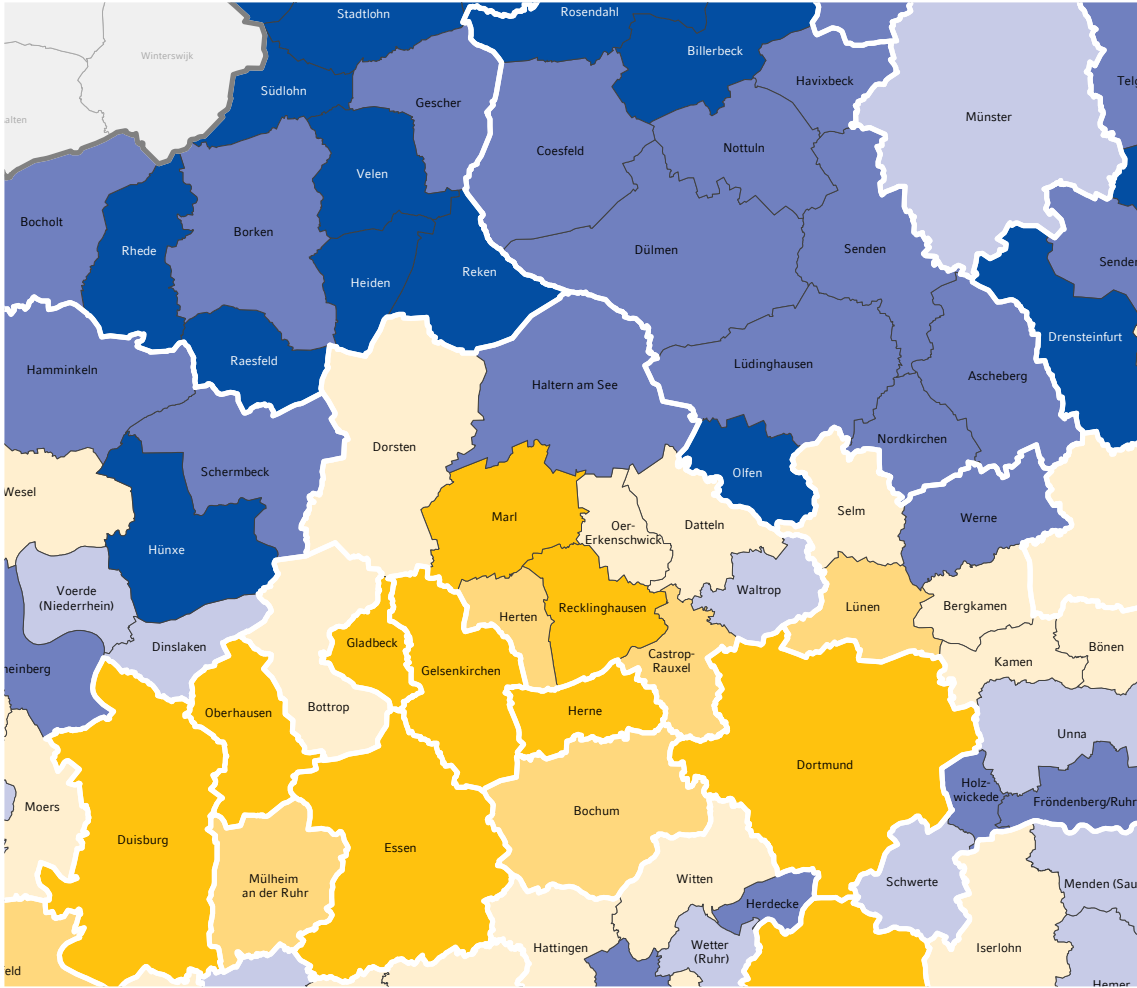 Stadtlohn
Rosendahl
Winterswijk
Billerbeck
Havixbeck
Telg
Südlohn
Gescher
alten
Münster
Coesfeld
Nottuln
Velen
Bocholt
Borken
Rhede
Dülmen
Senden
Senden
Heiden
Reken
Drensteinfurt
Raesfeld
Hamminkeln
Haltern am See
Lüdinghausen
Ascheberg
Dorsten
Nordkirchen
Schermbeck
Olfen
Wesel
Marl
Selm
Werne
Oer-
Erkenschwick
Datteln
Hünxe
Voerde
(Niederrhein)
Waltrop
Lünen
Bergkamen
Herten
Recklinghausen
Dinslaken
Gladbeck
Gelsenkirchen
Castrop-
Rauxel
Kamen
Bönen
heinberg
Oberhausen
Bottrop
Herne
Unna
Dortmund
Holz-
wickede
Fröndenberg/Ruhr
Moers
Bochum
Duisburg
Essen
Mülheim
an der Ruhr
Witten
Schwerte
Menden (Sau
Herdecke
Hattingen
Wetter
(Ruhr)
Iserlohn
feld
Hemer